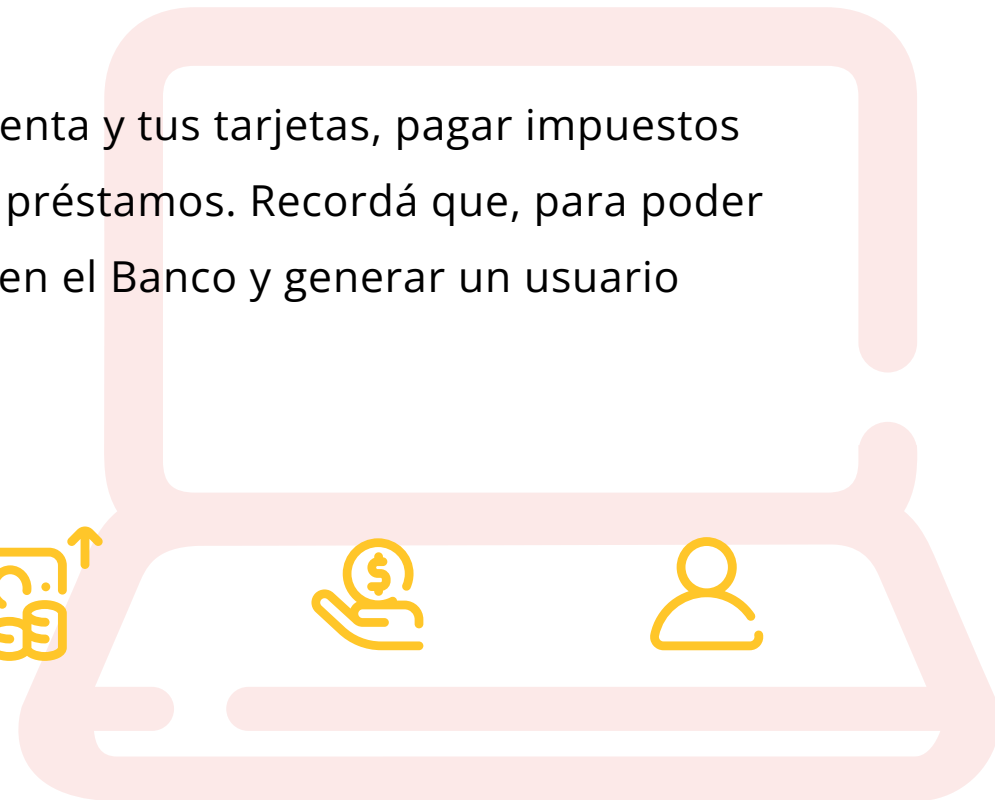 enta y tus tarjetas, pagar impuestos
préstamos. Recordá que, para poder
en el Banco y generar un usuario
$